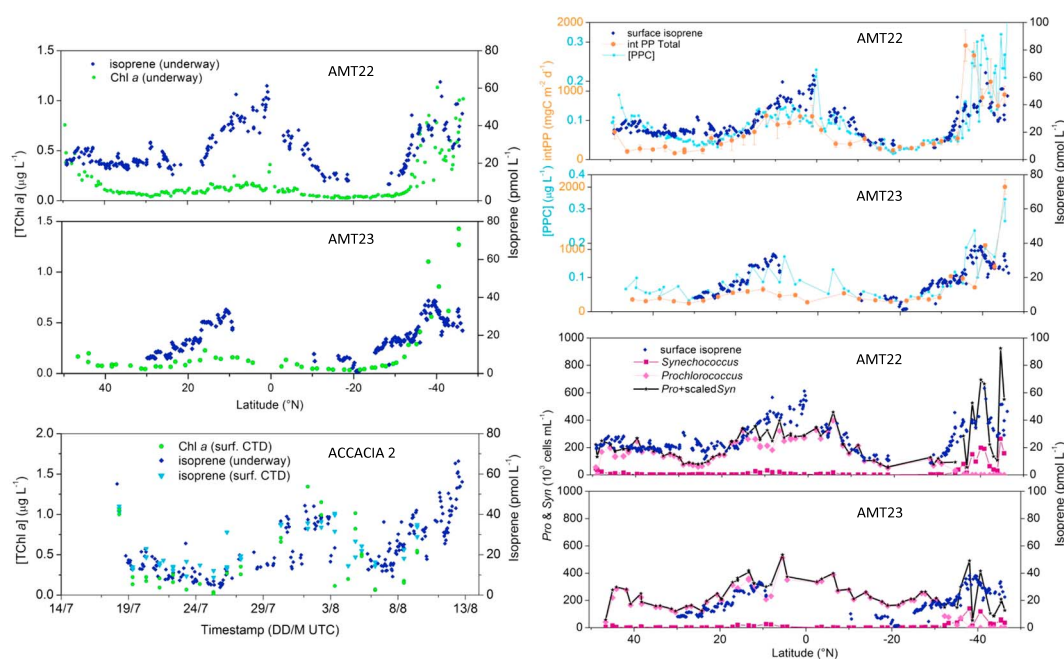 AMT22
isoprene (underway)
Chl a (underway)
[TChl a] (µg L⁻¹)
Isoprene (pmol L⁻¹)
1.5
1.0
0.5
0.0
80
60
40
20
0
AMT23
1.5
1.0
0.5
0.0
80
60
40
20
0
40 20 0 -20 -40
Latitude (°N)
ACCACIA 2
Chl a (surf. CTD)
isoprene (underway)
isoprene (surf. CTD)
[TChl a] (µg L⁻¹)
Isoprene (pmol L⁻¹)
2.0
1.5
1.0
0.5
0.0
80
60
40
20
0
14/7 19/7 24/7 29/7 3/8 8/8 13/8
Timestamp (DD/M UTC)
AMT22
surface isoprene
int PP Total
[PPC]
intPP (mgC m⁻² d⁻¹)
[PPC] (µg L⁻¹)
Isoprene (pmol L⁻¹)
2000
1000
0
0.3
0.2
0.1
0.0
100
80
60
40
20
0
40 20 0 -20 -40
AMT23
2000
1000
0
0.4
0.3
0.2
0.1
80
60
40
20
0
AMT22
surface isoprene
Synechococcus
Prochlorococcus
Pro+scaledSyn
Pro & Syn (10³ cells mL⁻¹)
Isoprene (pmol L⁻¹)
1000
800
600
400
200
0
100
80
60
40
20
0
AMT23
1000
800
600
400
200
0
100
80
60
40
20
0
40 20 0 -20 -40
Latitude (°N)